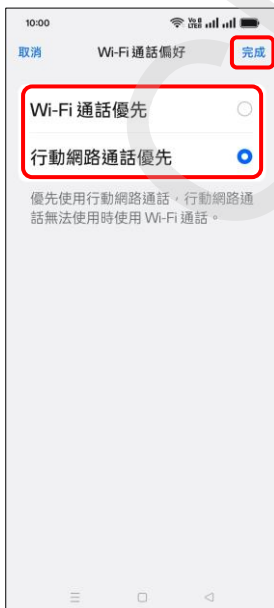 10:00
取消 Wi-Fi 通話偏好 完成
Wi-Fi 通話優先
行動網路通話優先
優先使用行動網路通話，行動網路通
話無法使用時使用 Wi-Fi 通話。